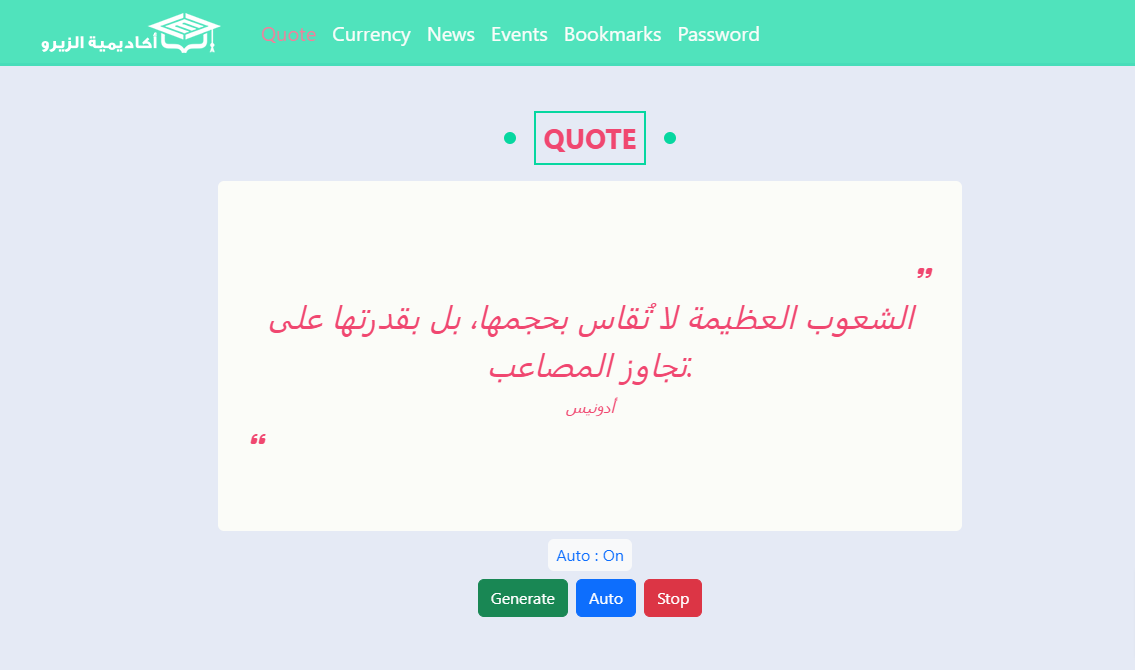 أكاديمية الزيرو
Quote Currency News Events Bookmarks Password
QUOTE
”
الشعوب العظيمة لا تُقاس بحجمها، بل بقدرتها على
تجاوز المصاعب.
أدونيس
“
Auto : On
Generate Auto Stop